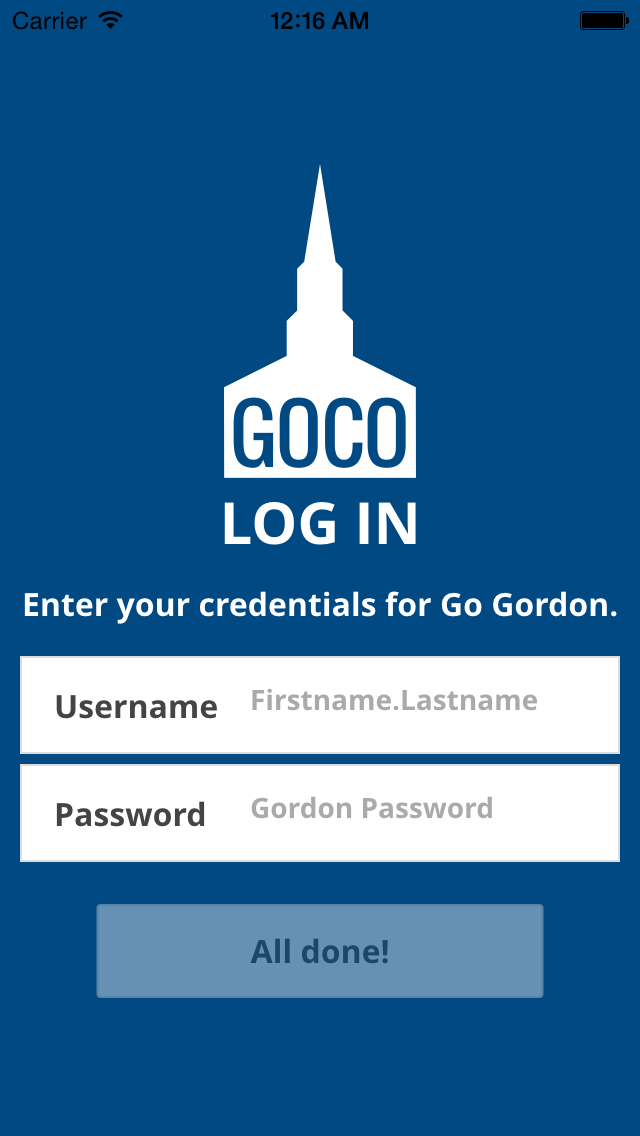 Carrier 12:16 AM
GOCO
LOG IN
Enter your credentials for Go Gordon.
Username Firstname.Lastname
Password Gordon Password
All done!